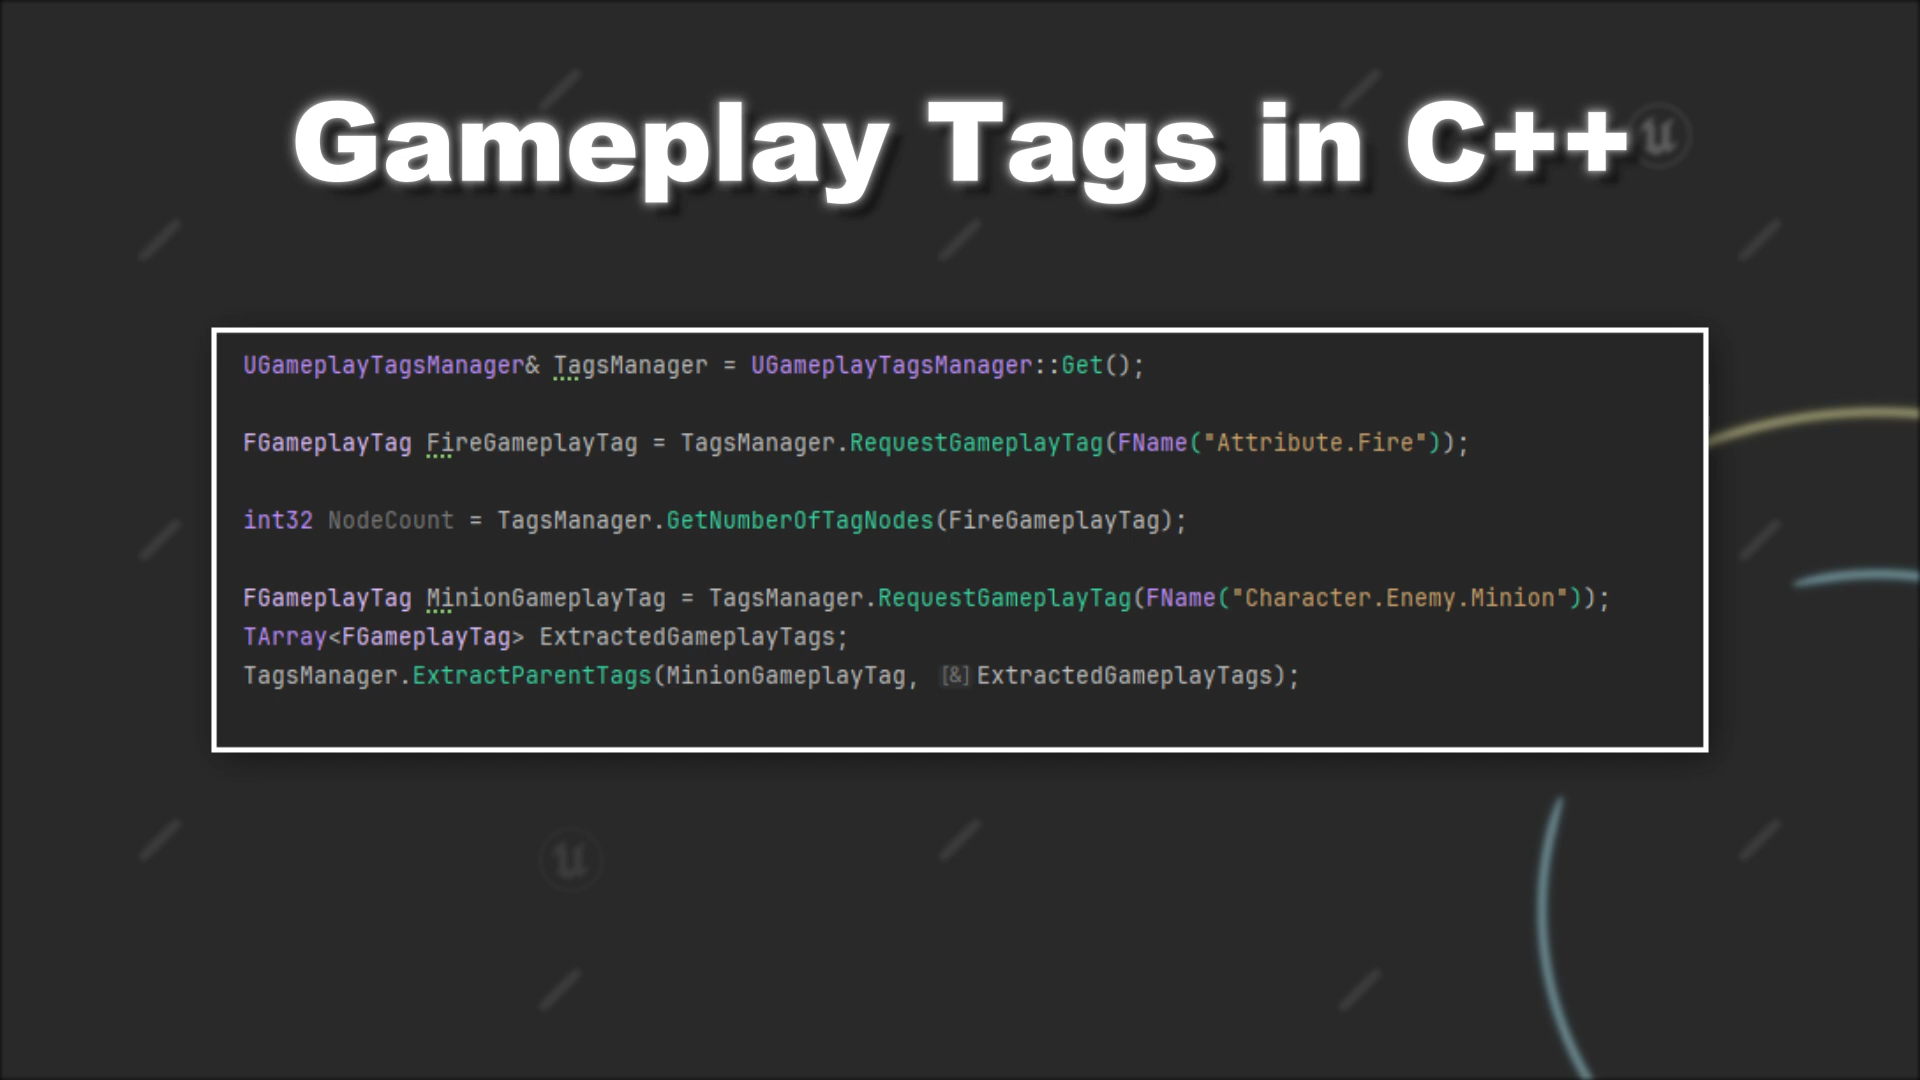 Gameplay Tags in C++
UGameplayTagsManager& TagsManager = UGameplayTagsManager::Get();
FGameplayTag FireGameplayTag = TagsManager.RequestGameplayTag(FName("Attribute.Fire"));
int32 NodeCount = TagsManager.GetNumberOfTagNodes(FireGameplayTag);
FGameplayTag MinionGameplayTag = TagsManager.RequestGameplayTag(FName("Character.Enemy.Minion"));
TArray<FGameplayTag> ExtractedGameplayTags;
TagsManager.ExtractParentTags(MinionGameplayTag, [&]ExtractedGameplayTags);